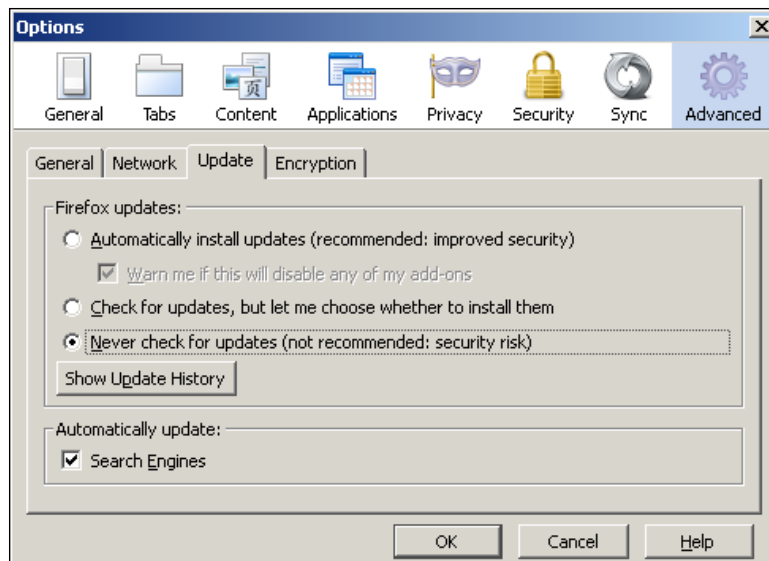 Options
General Tabs Content Applications Privacy Security Sync Advanced
General Network Update Encryption
Firefox updates:
Automatically install updates (recommended: improved security)
Warn me if this will disable any of my add-ons
Check for updates, but let me choose whether to install them
Never check for updates (not recommended: security risk)
Show Update History
Automatically update:
Search Engines
OK Cancel Help